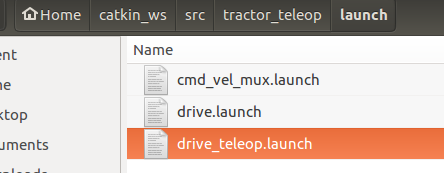 Home catkin_ws src tractor_teleop launch
Name
cmd_vel_mux.launch
drive.launch
drive_teleop.launch